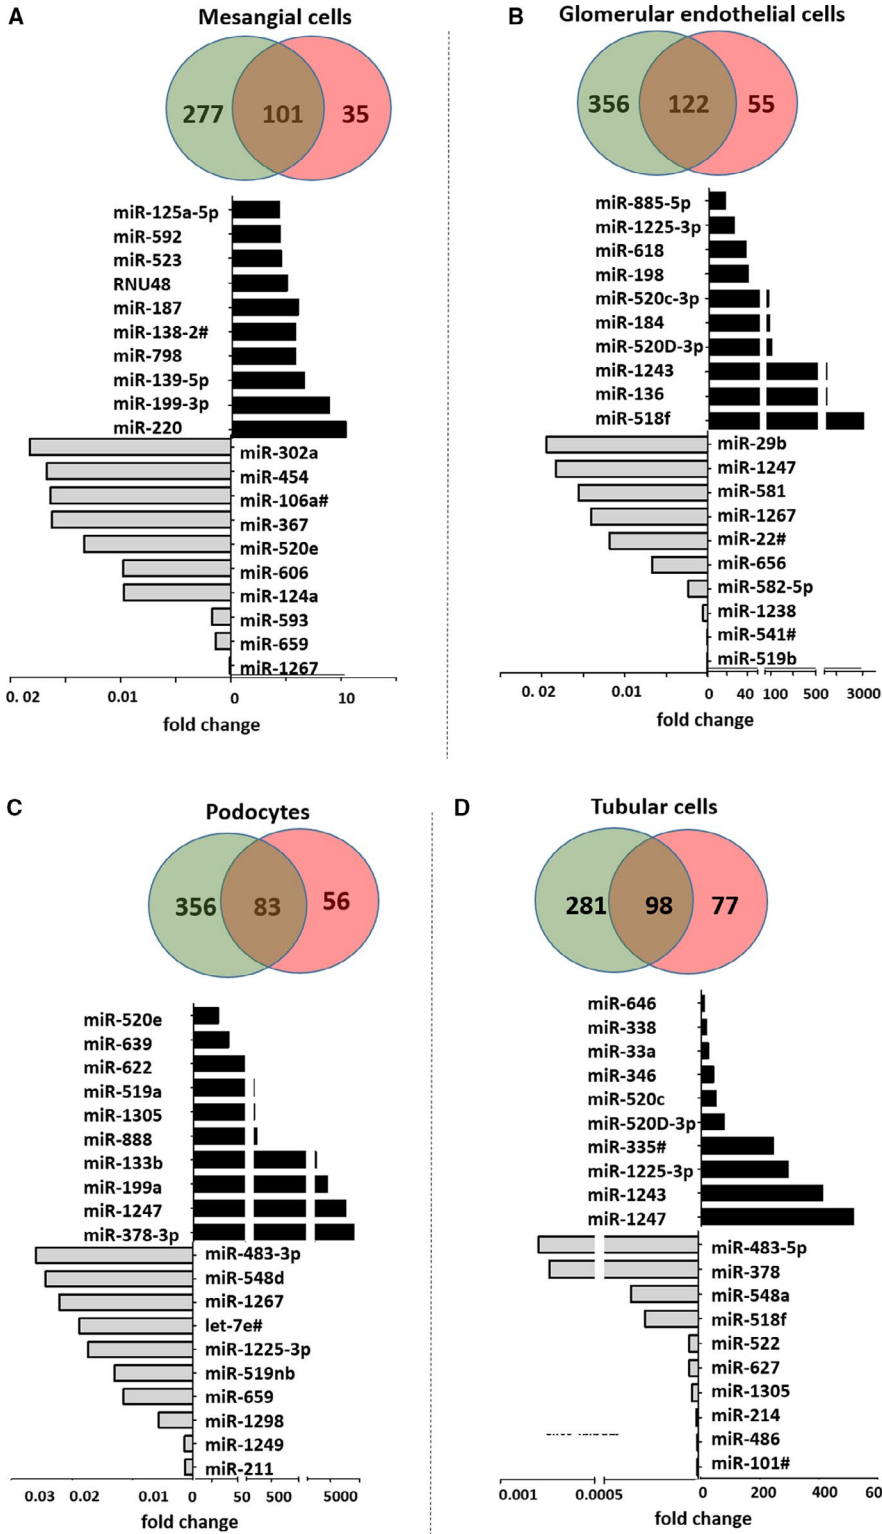 A
Mesangial cells
277 101 35
miR-125a-5p
miR-592
miR-523
RNU48
miR-187
miR-138-2#
miR-798
miR-139-5p
miR-199-3p
miR-220
miR-302a
miR-454
miR-106a#
miR-367
miR-520e
miR-606
miR-124a
miR-593
miR-659
miR-1267
0. 02 0.01 0 10
fold change
B
Glomerular endothelial cells
356 122 55
miR-885-5p
miR-1225-3p
miR-618
miR-198
miR-520c-3p
miR-184
miR-520D-3p
miR-1243
miR-136
miR-518f
miR-29b
miR-1247
miR-581
miR-1267
miR-22#
miR-656
miR-582-5p
miR-1238
miR-541#
miR-519b
0. 02 0.01 0 40 100 500 3000
fold change
C
Podocytes
356 83 56
miR-520e
miR-639
miR-622
miR-519a
miR-1305
miR-888
miR-133b
miR-199a
miR-1247
miR-378-3p
miR-483-3p
miR-548d
miR-1267
let-7e#
miR-1225-3p
miR-519nb
miR-659
miR-1298
miR-1249
miR-211
0.03 0.02 0.01 0 50 500 5000
fold change
D
Tubular cells
281 98 77
miR-646
miR-338
miR-33a
miR-346
miR-520c
miR-520D-3p
miR-335#
miR-1225-3p
miR-1243
miR-1247
miR-483-5p
miR-378
miR-548a
miR-518f
miR-522
miR-627
miR-1305
miR-214
miR-486
miR-101#
0.001 0.0005 0 200 400 60
fold change